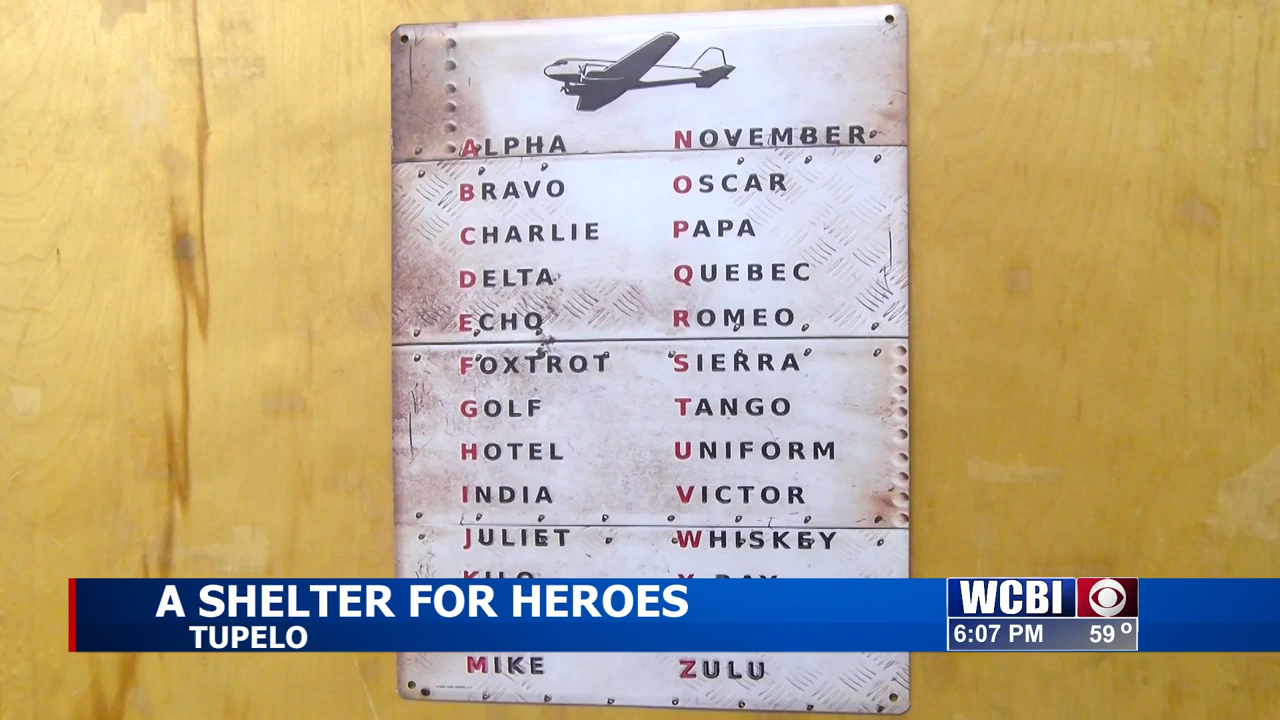 ALPHA
BRAVO
CHARLIE
DELTA
ECHO
FOXTROT
GOLF
HOTEL
INDIA
JULIET
MIKE
NOVEMBER
OSCAR
PAPA
QUEBEC
ROMEO
SIERRA
TANGO
UNIFORM
VICTOR
WHISKEY
ZULU
A SHELTER FOR HEROES
TUPELO
WCBI
6:07 PM 59°